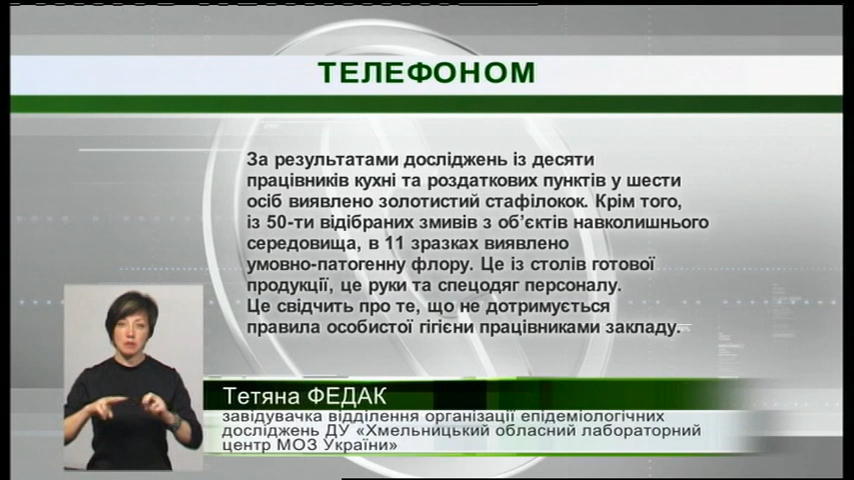 ТЕЛЕФОНОМ
За результатами досліджень із десяти
працівників кухні та роздаткових пунктів у шести
осіб виявлено золотистий стафілокок. Крім того,
із 50-ти відібраних змивів з об’єктів навколишнього
середовища, в 11 зразках виявлено
умовно-патогенну флору. Це із столів готової
продукції, це руки та спецодяг персоналу.
Це свідчить про те, що не дотримується
правила особистої гігієни працівниками закладу.
Тетяна ФЕДАК
завідувачка відділення організації епідеміологічних
досліджень ДУ «Хмельницький обласний лабораторний
центр МОЗ України»